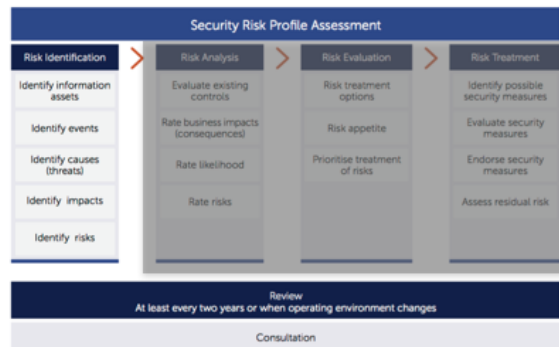 Security Risk Profile Assessment
Risk Identification
Identify information
assets
Identify events
Identify causes
(threats)
Identify impacts
Identify risks
Risk Analysis
Evaluate existing
controls
Rate business impacts
(consequences)
Rate likelihood
Rate risks
Risk Evaluation
Risk treatment
options
Risk appetite
Prioritise treatment
of risks
Risk Treatment
Identify possible
security measures
Evaluate security
measures
Endorse security
measures
Assess residual risk
Review
At least every two years or when operating environment changes
Consultation